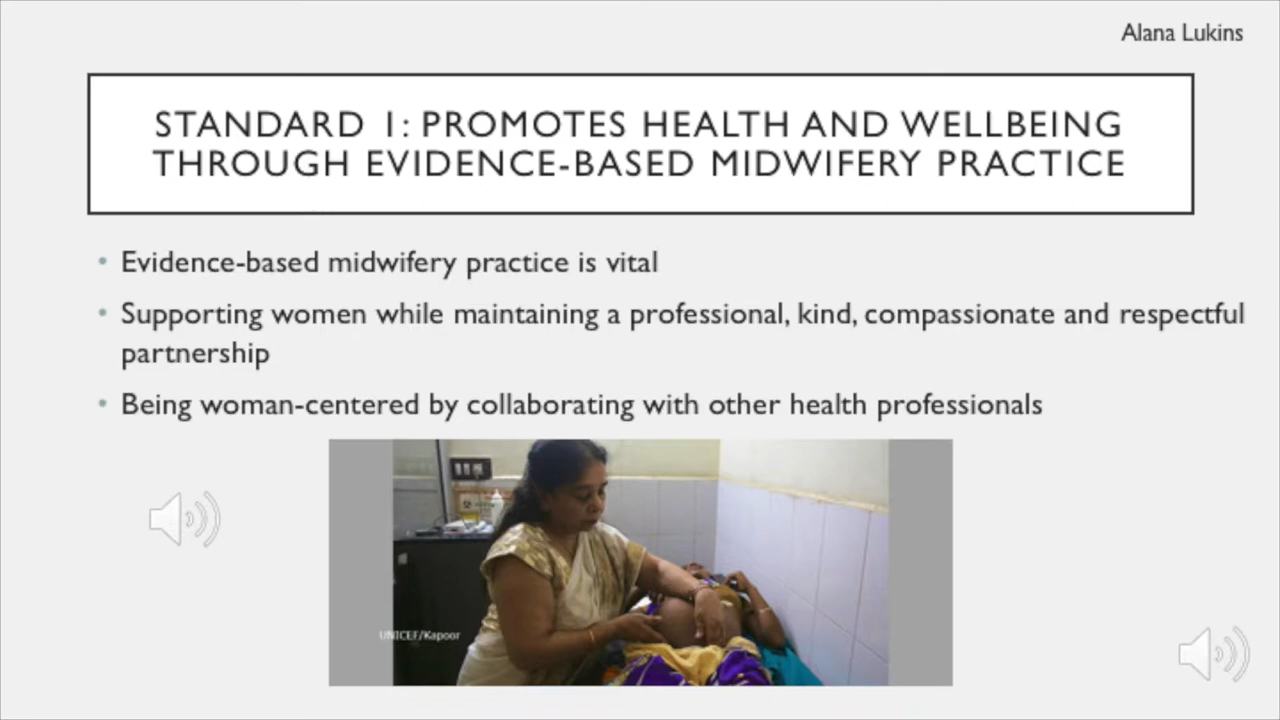 Alana Lukins
STANDARD 1: PROMOTES HEALTH AND WELLBEING
THROUGH EVIDENCE-BASED MIDWIFERY PRACTICE
• Evidence-based midwifery practice is vital
• Supporting women while maintaining a professional, kind, compassionate and respectful
partnership
• Being woman-centered by collaborating with other health professionals
UNICEF/Kapoor